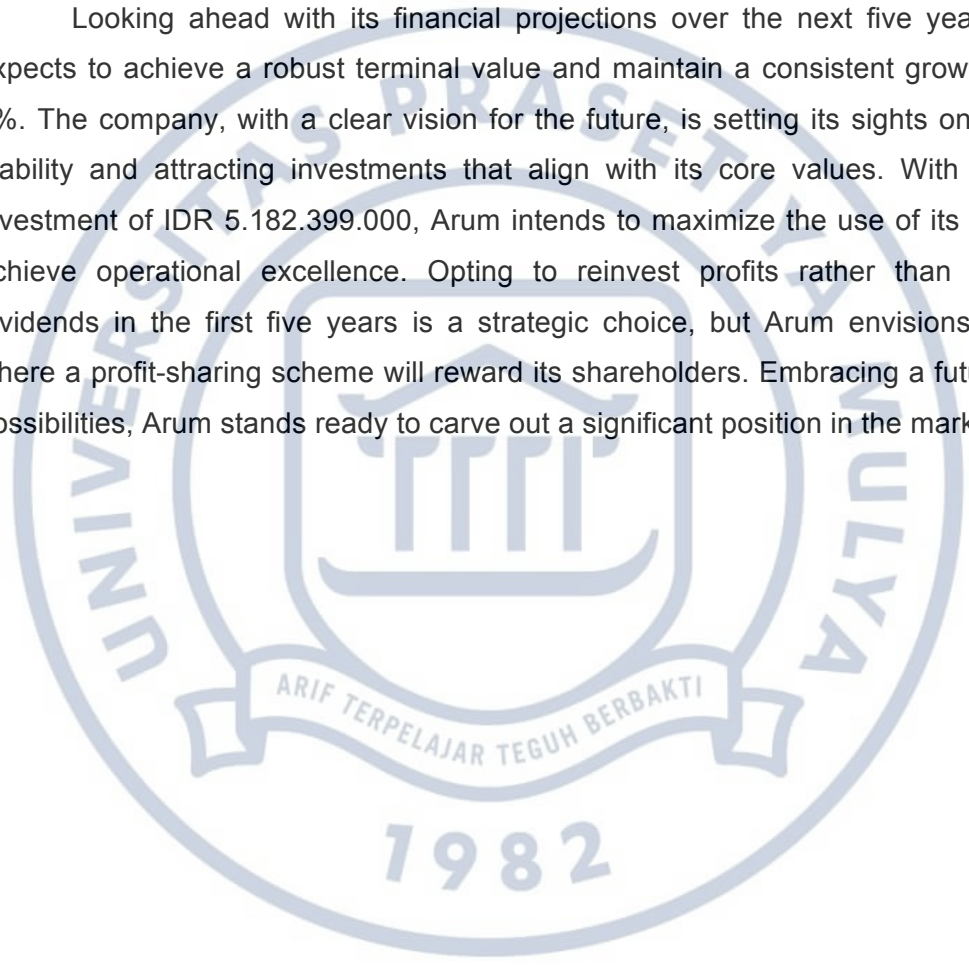 Looking ahead with its financial projections over the next five yea
xpects to achieve a robust terminal value and maintain a consistent grow
%. The company, with a clear vision for the future, is setting its sights on
ability and attracting investments that align with its core values. With
vestment of IDR 5.182.399.000, Arum intends to maximize the use of its
chieve operational excellence. Opting to reinvest profits rather than
vidends in the first five years is a strategic choice, but Arum envisions
here a profit-sharing scheme will reward its shareholders. Embracing a futu
ossibilities, Arum stands ready to carve out a significant position in the mark
UNIVERSITAS PRASETIYA MULYA
ARIF TERPELAJAR TEGUH BERBAKTI
1982